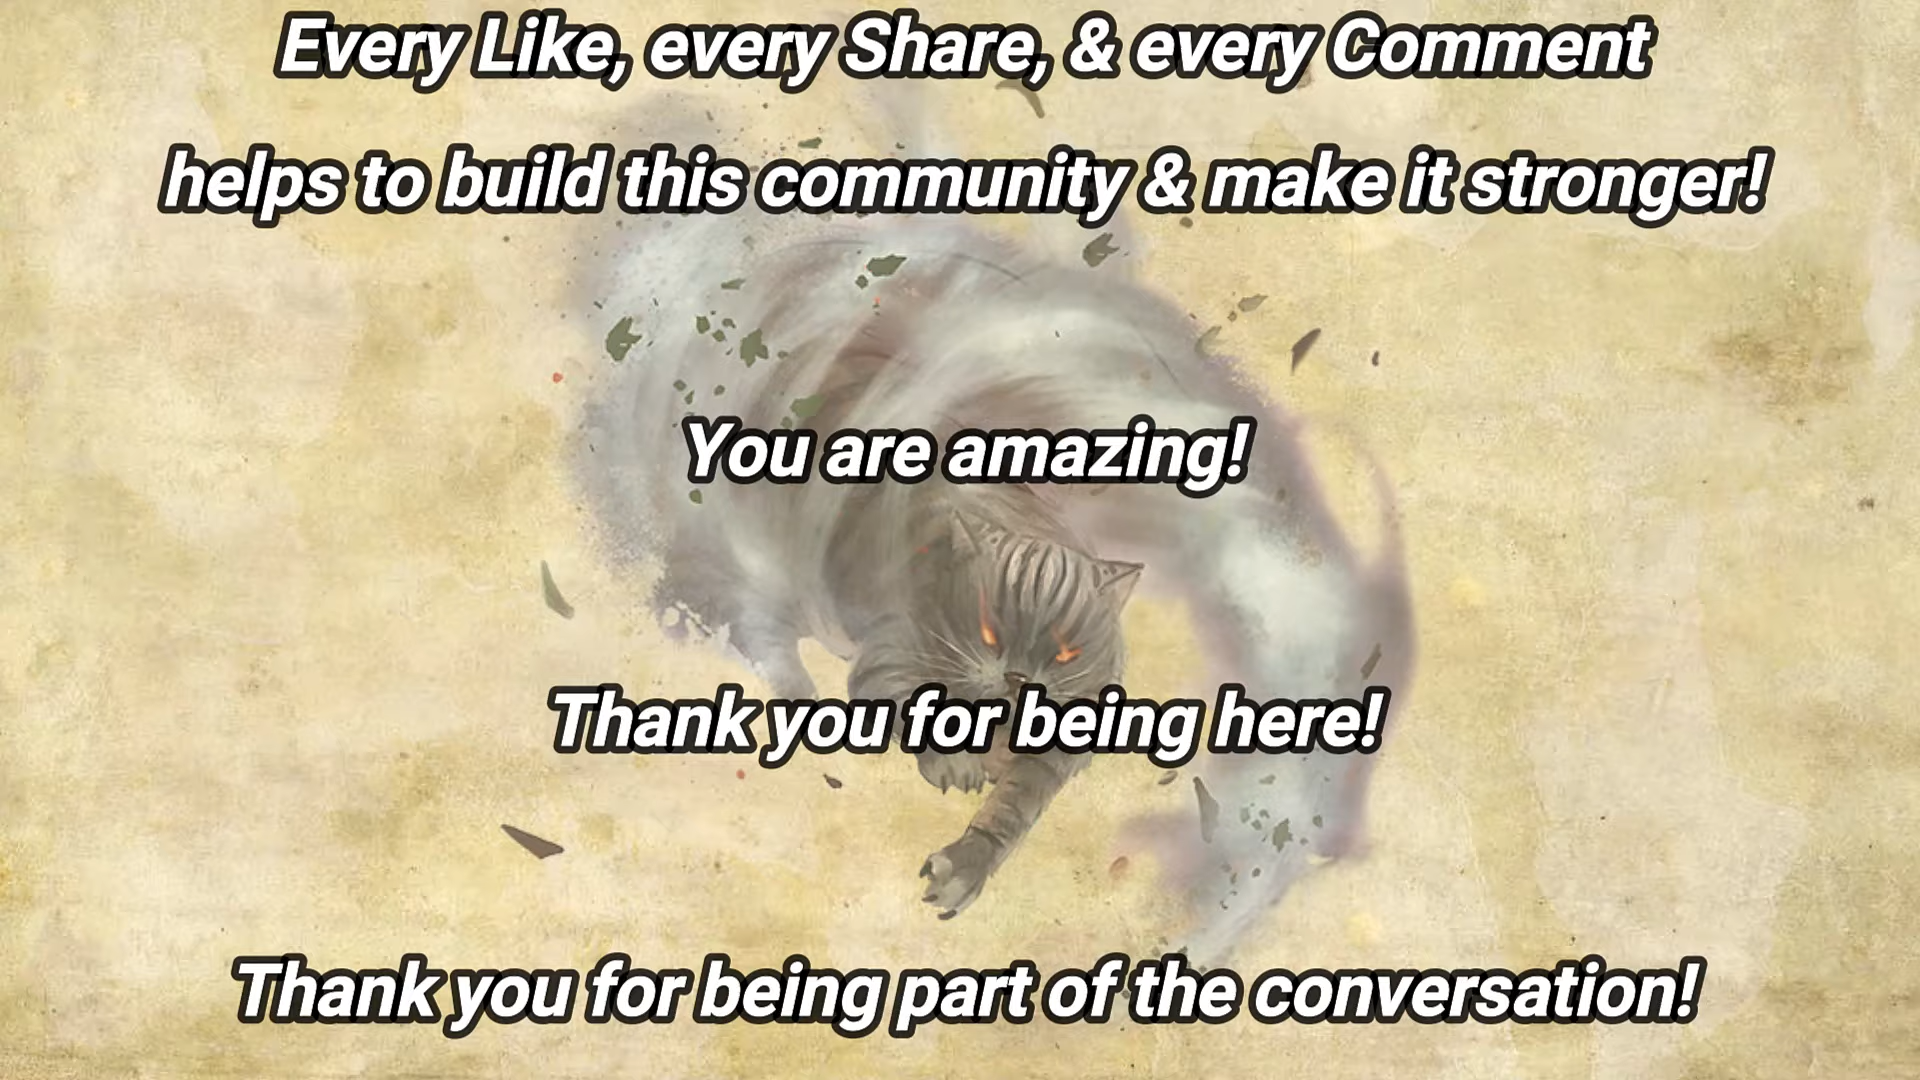 Every Like, every Share, & every Comment
helps to build this community & make it stronger!
You are amazing!
Thank you for being here!
Thank you for being part of the conversation!